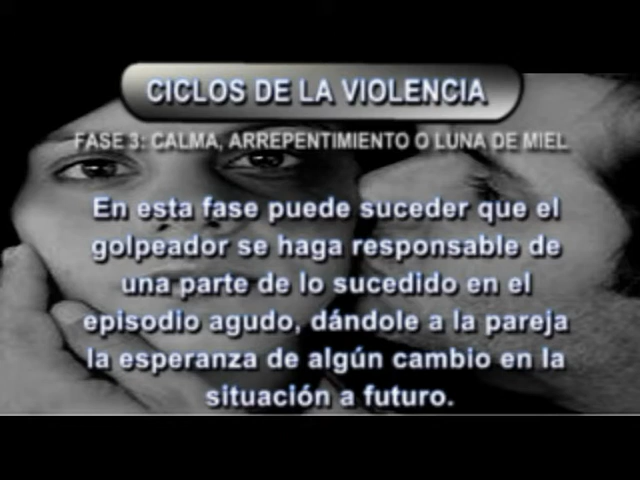 CICLOS DE LA VIOLENCIA
FASE 3: CALMA, ARREPENTIMIENTO O LUNA DE MIEL
En esta fase puede suceder que el
golpeador se haga responsable de
una parte de lo sucedido en el
episodio agudo, dándole a la pareja
la esperanza de algún cambio en la
situación a futuro.